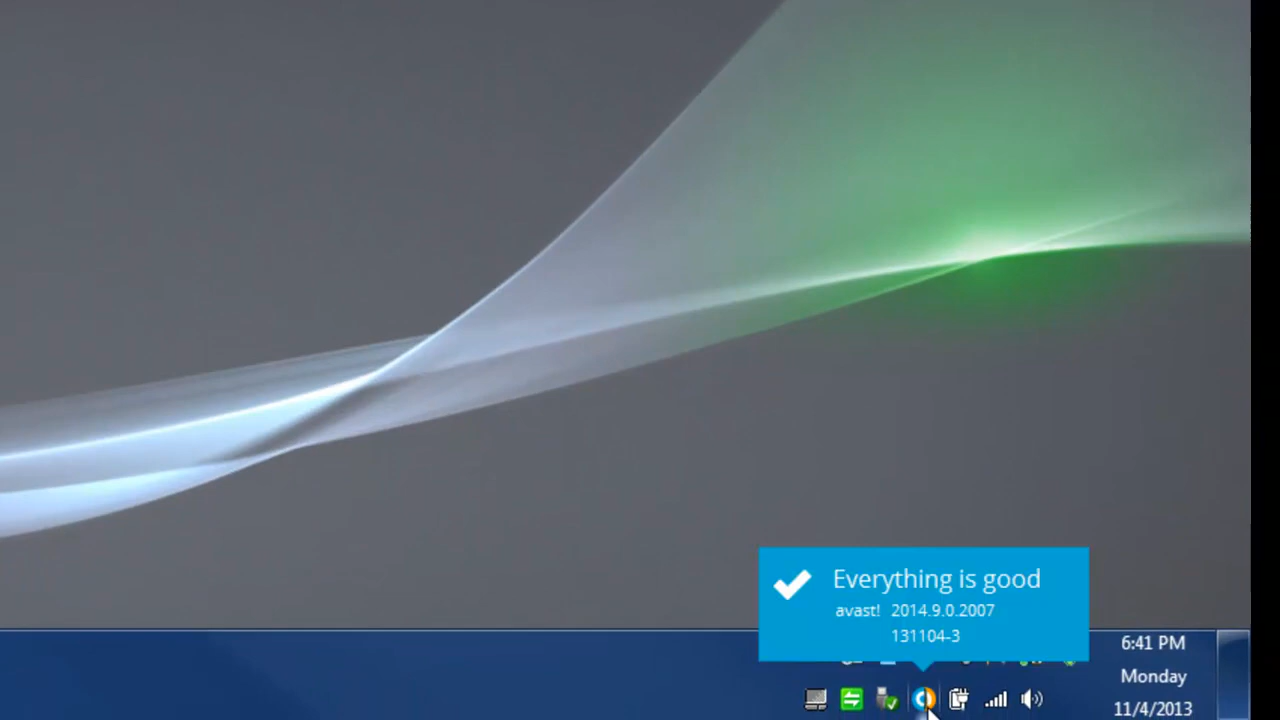 Everything is good
avast! 2014.9.0.2007
131104-3
6:41 PM
Monday
11/4/2013